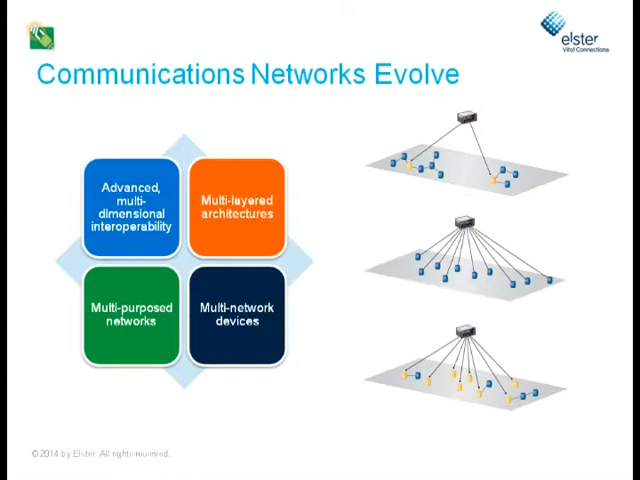 elster
Vital Connections
Communications Networks Evolve
Advanced,
multi-
dimensional
interoperability
Multi-layered
architectures
Multi-purposed
networks
Multi-network
devices
© 2014 by Elster. All rights reserved.